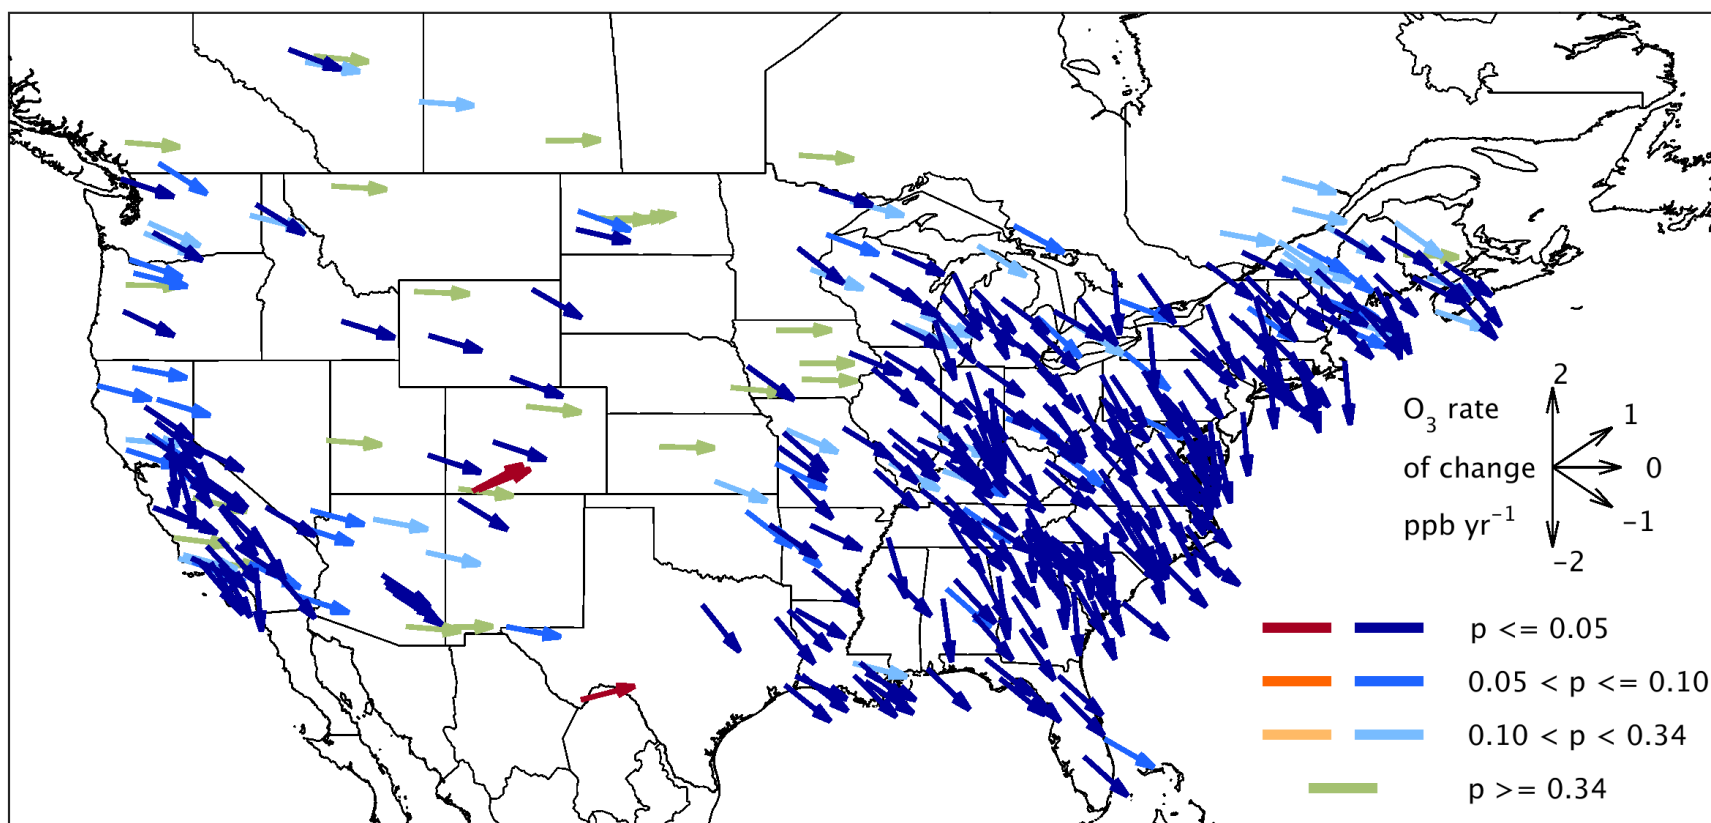 2
O3 rate
1
of change
0
ppb yr−1
−1
−2
p <= 0.05
0.05 < p <= 0.10
0.10 < p < 0.34
p >= 0.34